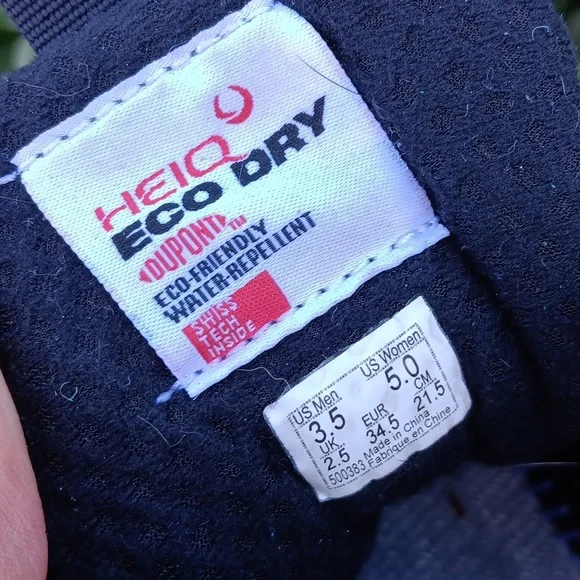 HEIQ
ECO DRY
DUPONT™
ECO-FRIENDLY
WATER-REPELLENT
SWISS
TECH
INSIDE
US Men US Women
3.5 5.0
UK EUR CM
2.5 34.5 21.5
500383 Made in China
Fabriqué en Chine